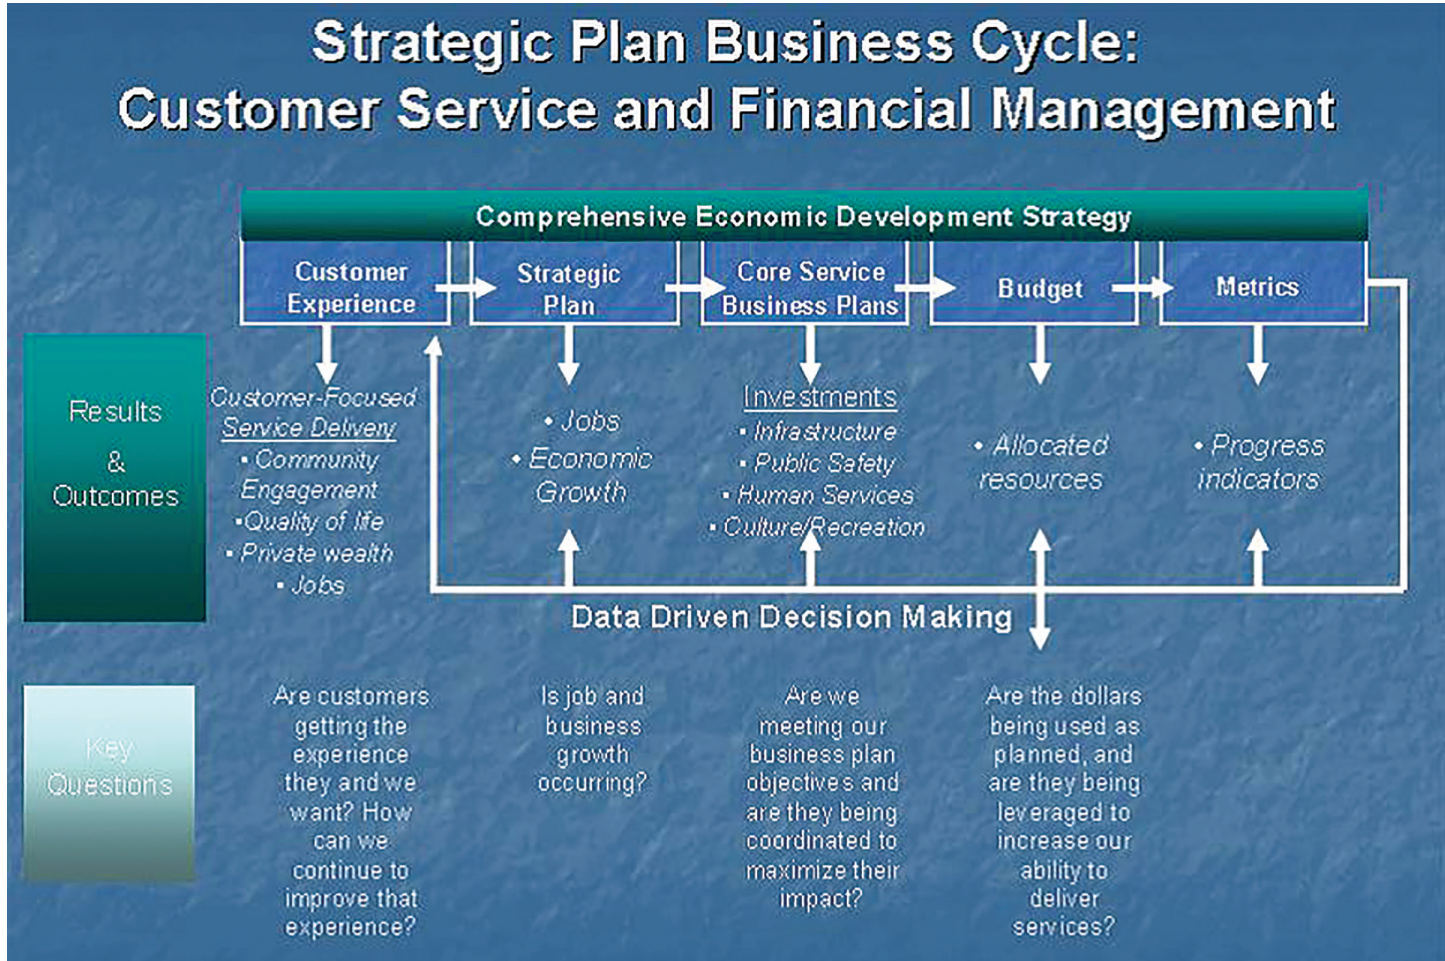 Strategic Plan Business Cycle:
Customer Service and Financial Management
Comprehensive Economic Development Strategy
Customer
Experience
Strategic
Plan
Core Service
Business Plans
Budget
Metrics
Results
&
Outcomes
Customer-Focused
Service Delivery
▪ Community
Engagement
▪Quality of life
▪ Private wealth
▪ Jobs
• Jobs
• Economic
Growth
Investments
▪ Infrastructure
▪ Public Safety
▪ Human Services
▪ Culture/Recreation
• Allocated
resources
• Progress
indicators
Data Driven Decision Making
Key
Questions
Are customers
getting the
experience
they and we
want? How
can we
continue to
improve that
experience?
Is job and
business
growth
occurring?
Are we
meeting our
business plan
objectives and
are they being
coordinated to
maximize their
impact?
Are the dollars
being used as
planned, and
are they being
leveraged to
increase our
ability to
deliver
services?